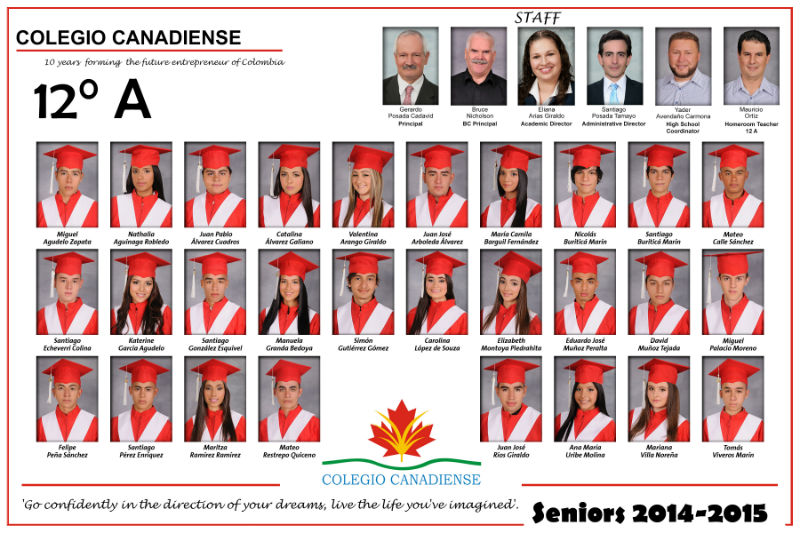 COLEGIO CANADIENSE
10 years forming the future entrepreneur of Colombia
12º A
STAFF
Gerardo
Posada Cadavid
Principal
Bruce
Nicholson
BC Principal
Eliana
Arias Giraldo
Academic Director
Santiago
Posada Tamayo
Administrative Director
Yader
Avendaño Carmona
High School
Coordinator
Mauricio
Ortiz
Homeroom Teacher
12 A
Miguel
Agudelo Zapata
Nathalia
Aguinaga Robledo
Juan Pablo
Álvarez Cuadros
Catalina
Álvarez Galiano
Valentina
Arango Giraldo
Juan José
Arboleda Álvarez
María Camila
Barguil Fernández
Nicolás
Buriticá Marín
Santiago
Buriticá Marín
Mateo
Calle Sánchez
Santiago
Echeverri Colina
Katerine
García Agudelo
Santiago
González Esquivel
Manuela
Granda Bedoya
Simón
Gutiérrez Gómez
Carolina
López de Souza
Elizabeth
Montoya Piedrahita
Eduardo José
Muñoz Peralta
David
Muñoz Tejada
Miguel
Palacio Moreno
Felipe
Peña Sánchez
Santiago
Pérez Enríquez
Maritza
Ramírez Ramírez
Mateo
Restrepo Quiceno
Juan José
Ríos Giraldo
Ana María
Uribe Molina
Mariana
Villa Noreña
Tomás
Viveros Marín
COLEGIO CANADIENSE
'Go confidently in the direction of your dreams, live the life you've imagined'.
Seniors 2014-2015